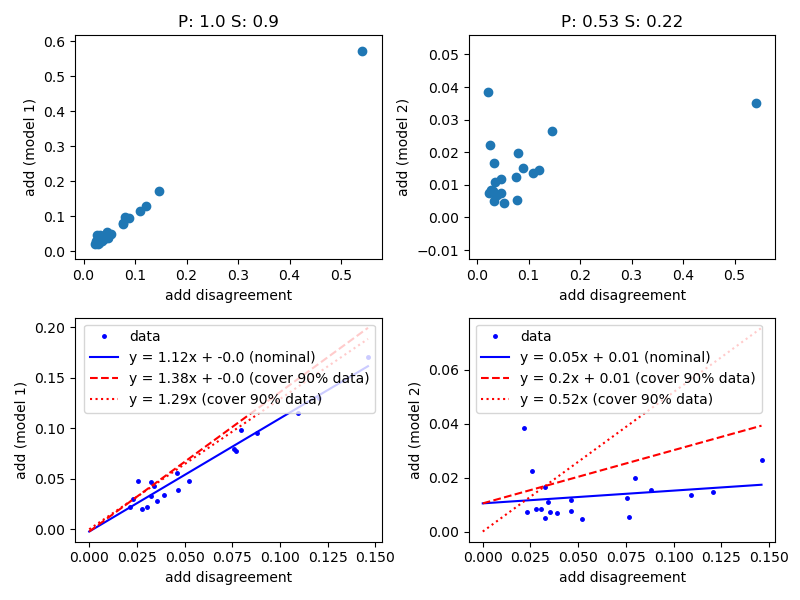 P: 1.0 S: 0.9
0.6
0.5
0.4
0.3
0.2
0.1
0.0
add (model 1)
0.0 0.1 0.2 0.3 0.4 0.5
add disagreement
P: 0.53 S: 0.22
0.05
0.04
0.03
0.02
0.01
0.00
−0.01
add (model 2)
0.0 0.1 0.2 0.3 0.4 0.5
add disagreement
0.20
0.15
0.10
0.05
0.00
add (model 1)
data
y = 1.12x + -0.0 (nominal)
y = 1.38x + -0.0 (cover 90% data)
y = 1.29x (cover 90% data)
0.000 0.025 0.050 0.075 0.100 0.125 0.150
add disagreement
0.06
0.04
0.02
0.00
add (model 2)
data
y = 0.05x + 0.01 (nominal)
y = 0.2x + 0.01 (cover 90% data)
y = 0.52x (cover 90% data)
0.000 0.025 0.050 0.075 0.100 0.125 0.150
add disagreement